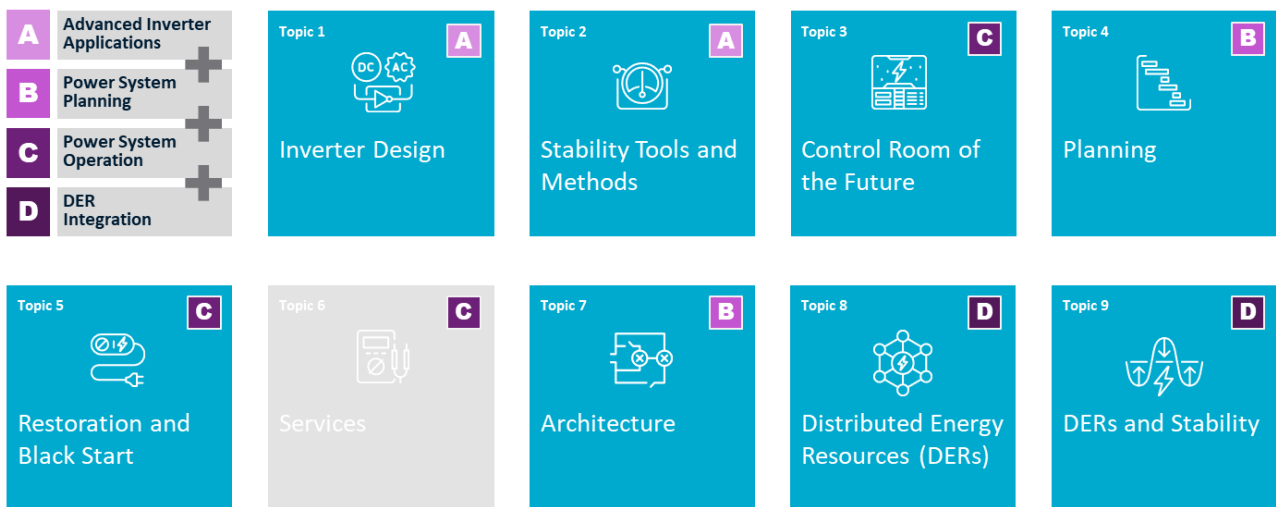 A
Advanced Inverter
Applications
B
Power System
Planning
C
Power System
Operation
D
DER
Integration
Topic 1
A
DC
AC
Inverter Design
Topic 2
A
Stability Tools and
Methods
Topic 3
C
Control Room of
the Future
Topic 4
B
Planning
Topic 5
C
Restoration and
Black Start
Topic 6
C
Services
Topic 7
B
Architecture
Topic 8
D
Distributed Energy
Resources (DERs)
Topic 9
D
DERs and Stability